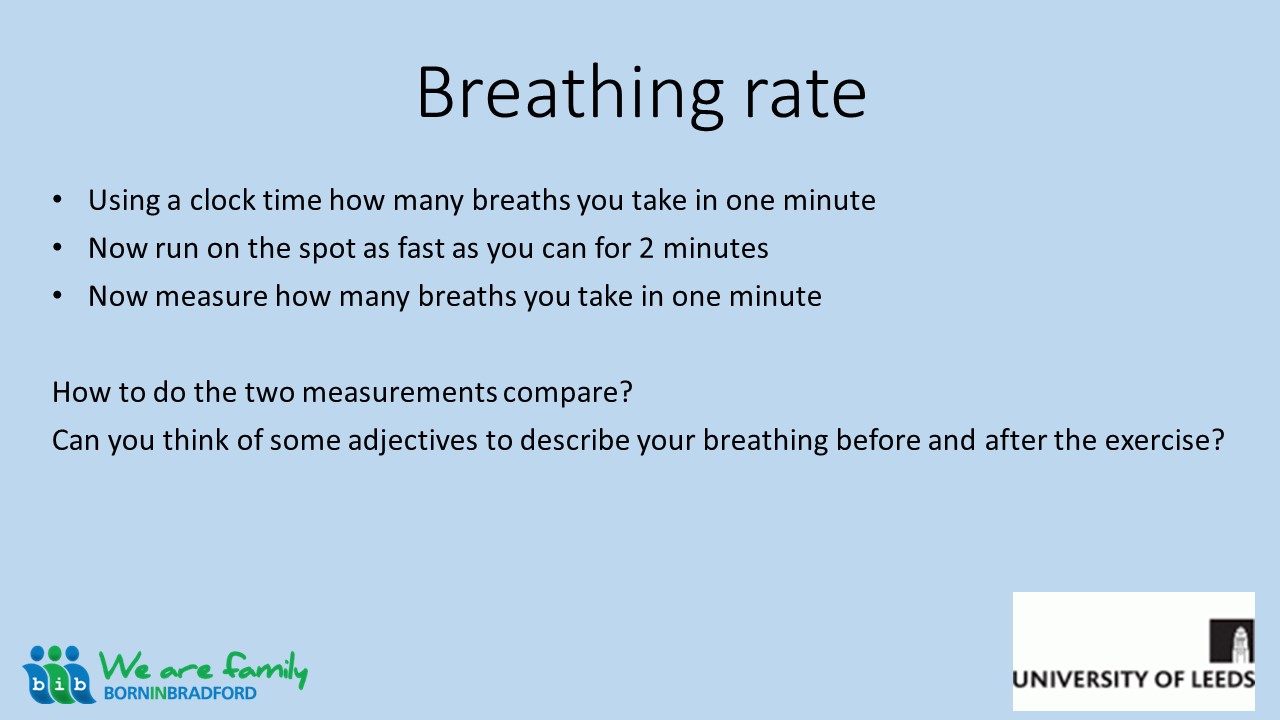 Breathing rate
• Using a clock time how many breaths you take in one minute
• Now run on the spot as fast as you can for 2 minutes
• Now measure how many breaths you take in one minute
How to do the two measurements compare?
Can you think of some adjectives to describe your breathing before and after the exercise?
bib We are family
BORNINBRADFORD
UNIVERSITY OF LEEDS